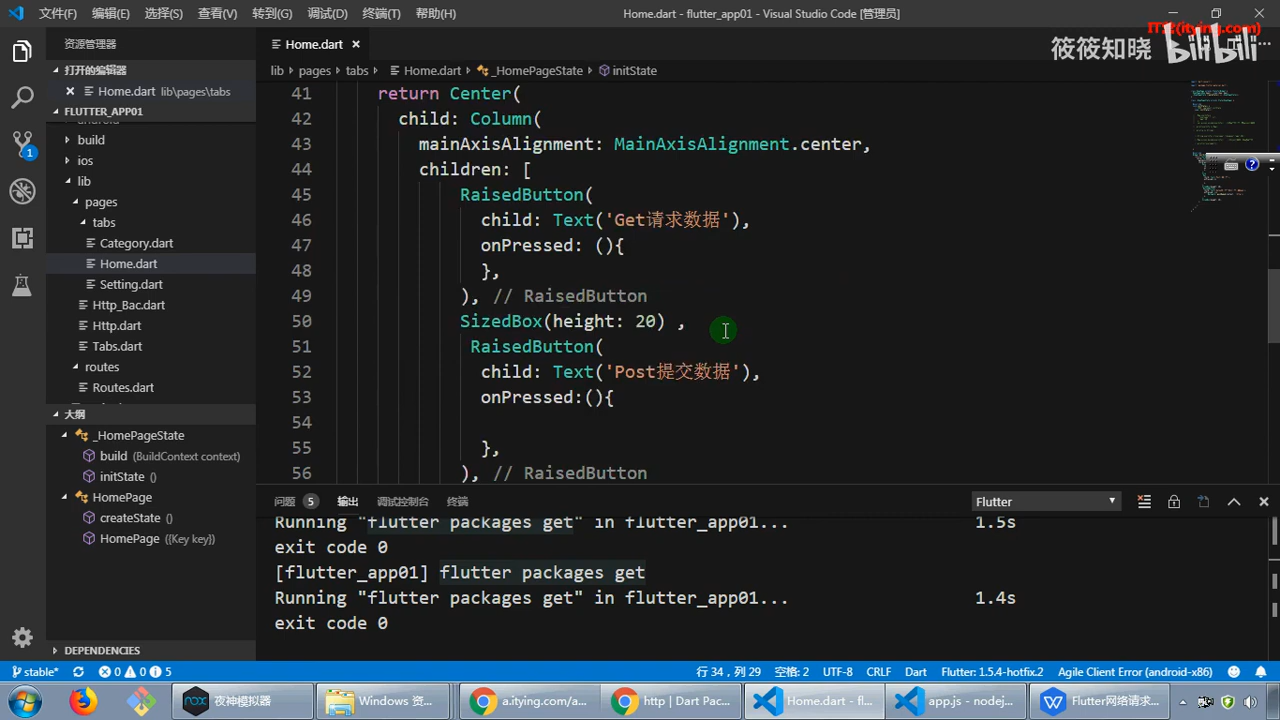 文件(F) 编辑(E) 选择(S) 查看(V) 转到(G) 调试(D) 终端(T) 帮助(H) Home.dart - flutter_app01 - Visual Studio Code [管理员]
筱筱知晓 bilibili
资源管理器
Home.dart
打开的编辑器
lib pages tabs Home.dart _HomePageState initState
Home.dart lib\pages\tabs
FLUTTER_APP01
build
ios
lib
pages
tabs
Category.dart
Home.dart
Setting.dart
Http_Bac.dart
Http.dart
Tabs.dart
routes
Routes.dart
大纲
_HomePageState
build (BuildContext context)
initState ()
HomePage
createState ()
HomePage ({Key key})
DEPENDENCIES
41 return Center(
42 child: Column(
43 mainAxisAlignment: MainAxisAlignment.center,
44 children: [
45 RaisedButton(
46 child: Text('Get请求数据'),
47 onPressed: (){
48 },
49 ), // RaisedButton
50 SizedBox(height: 20) ,
51 RaisedButton(
52 child: Text('Post提交数据'),
53 onPressed:(){
54
55 },
56 ), // RaisedButton
问题 5 输出 调试控制台 终端 Flutter
Running "flutter packages get" in flutter_app01... 1.5s
exit code 0
[flutter_app01] flutter packages get
Running "flutter packages get" in flutter_app01... 1.4s
exit code 0
stable* 0 0 5 行 34，列 29 空格: 2 UTF-8 CRLF Dart Flutter: 1.5.4-hotfix.2 Agile Client Error (android-x86)
夜神模拟器 Windows 资... a.itying.com/a... http | Dart Pac... Home.dart - fl... app.js - nodej... Flutter网络请求...